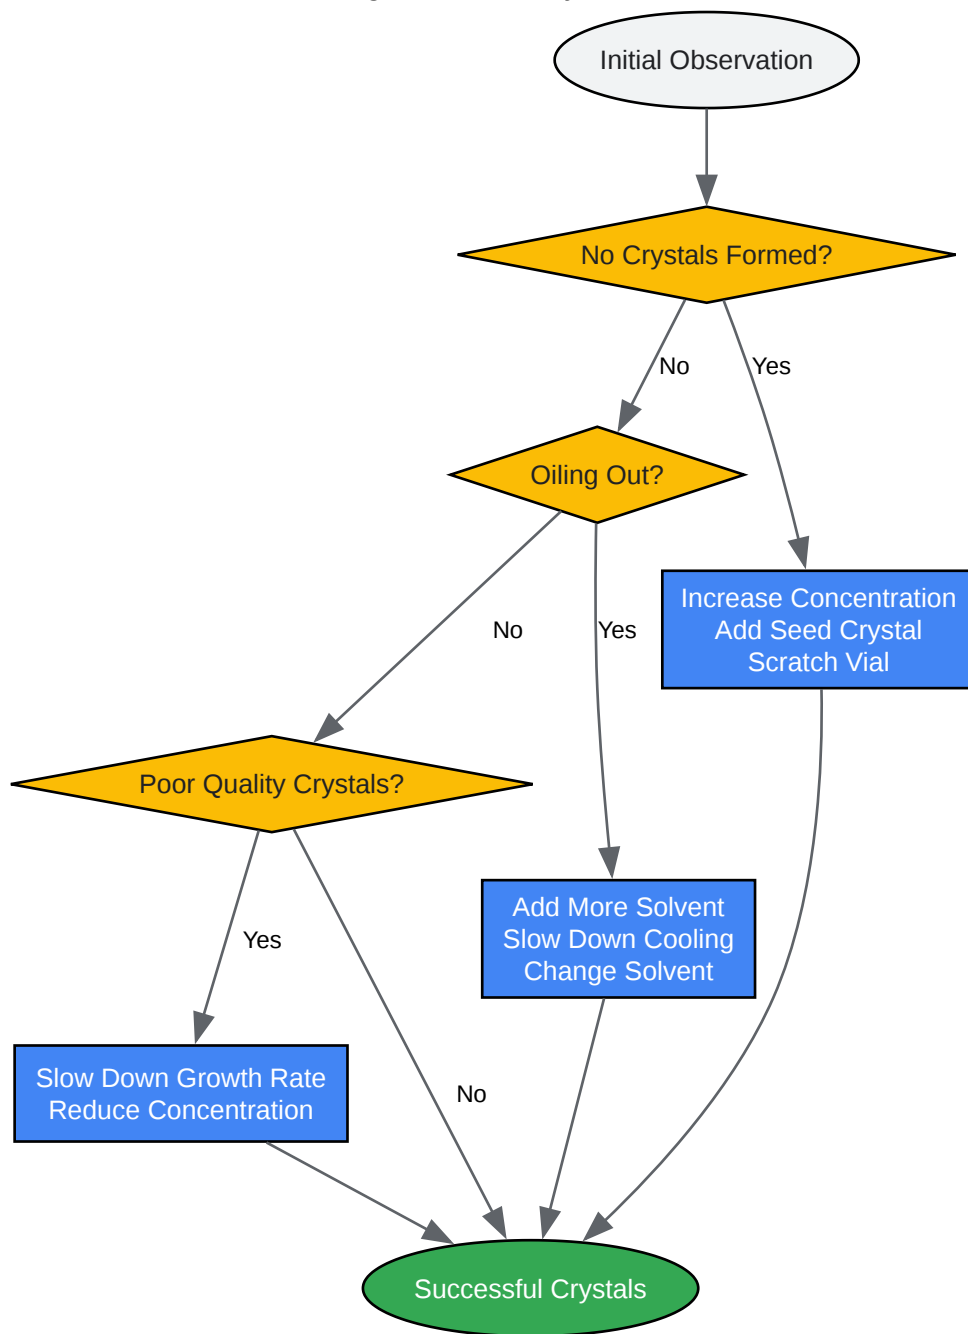 Initial Observation
No Crystals Formed?
No
Yes
Oiling Out?
Increase Concentration
Add Seed Crystal
Scratch Vial
No
Yes
Poor Quality Crystals?
Add More Solvent
Slow Down Cooling
Change Solvent
Yes
Slow Down Growth Rate
Reduce Concentration
No
Successful Crystals